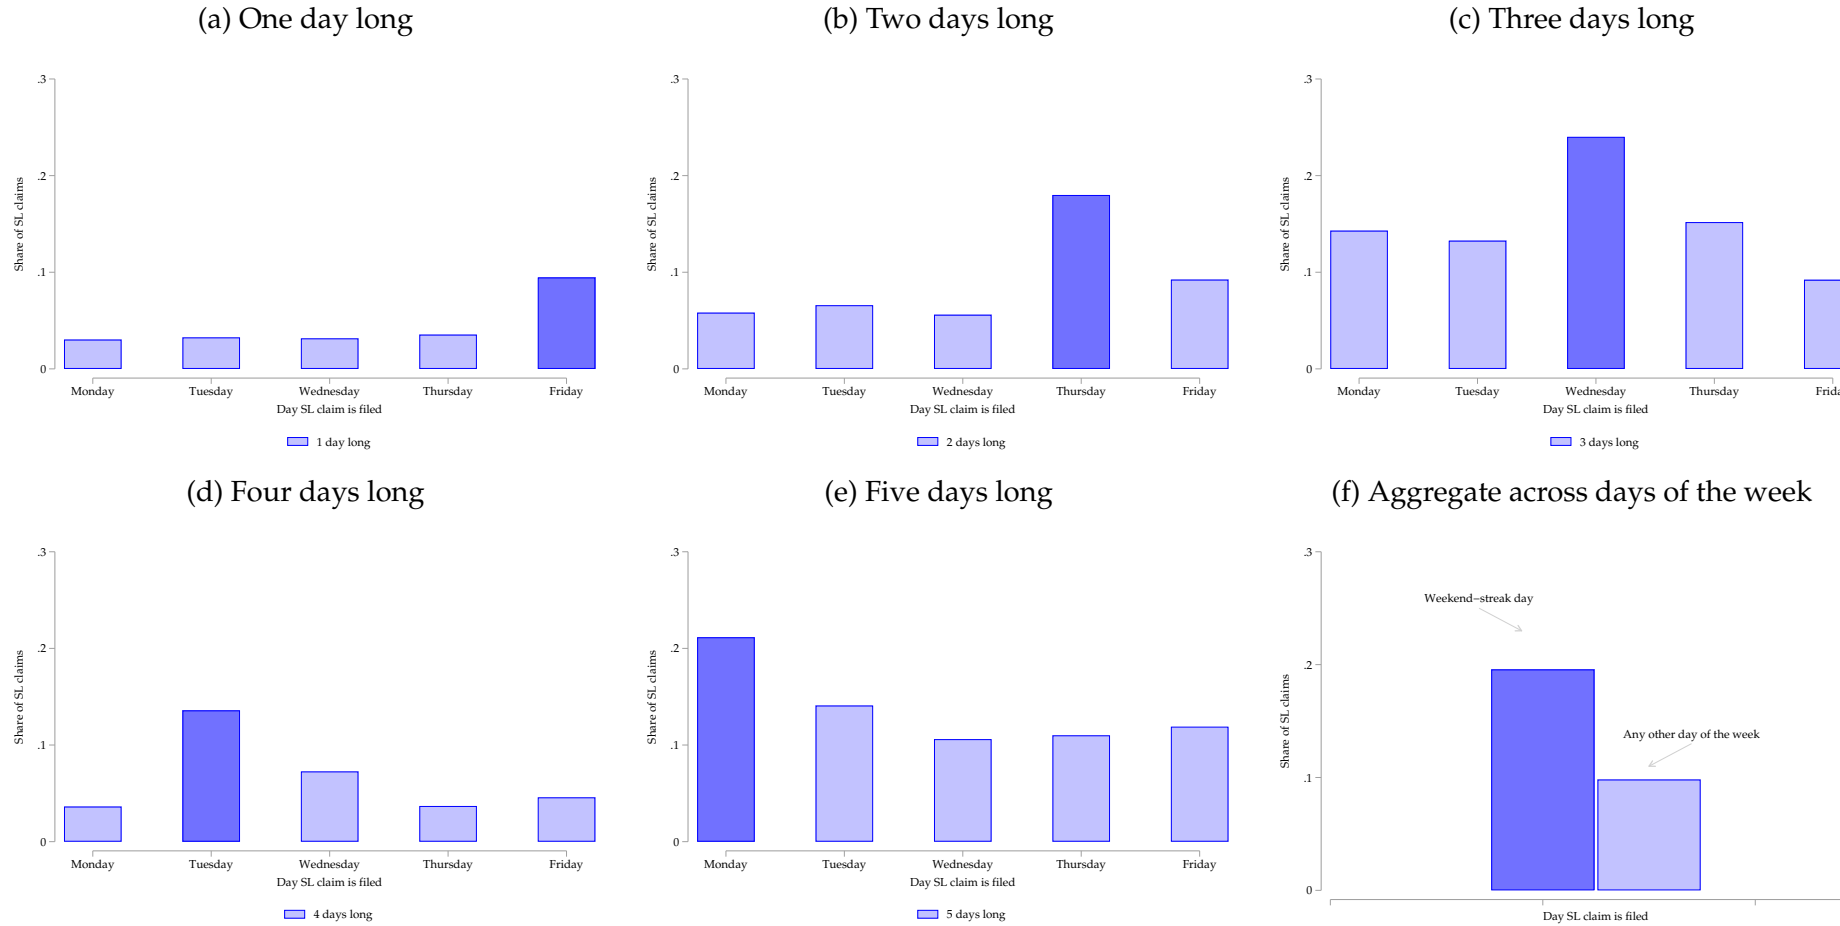 (a) One day long
.3
.2
.1
0
Share of SL claims
Monday Tuesday Wednesday Thursday Friday
Day SL claim is filed
1 day long
(b) Two days long
.3
.2
.1
0
Share of SL claims
Monday Tuesday Wednesday Thursday Friday
Day SL claim is filed
2 days long
(c) Three days long
.3
.2
.1
0
Share of SL claims
Monday Tuesday Wednesday Thursday Frida
Day SL claim is filed
3 days long
(d) Four days long
.3
.2
.1
0
Share of SL claims
Monday Tuesday Wednesday Thursday Friday
Day SL claim is filed
4 days long
(e) Five days long
.3
.2
.1
0
Share of SL claims
Monday Tuesday Wednesday Thursday Friday
Day SL claim is filed
5 days long
(f) Aggregate across days of the week
.3
.2
.1
0
Share of SL claims
Weekend−streak day
Any other day of the week
Day SL claim is filed